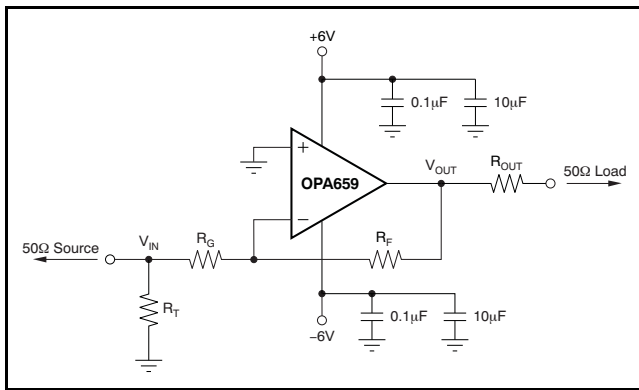 +6V
0.1μF
10μF
+
OPA659
−
V_OUT
R_OUT
50Ω Load
50Ω Source
V_IN
R_G
R_F
R_T
−6V
0.1μF
10μF